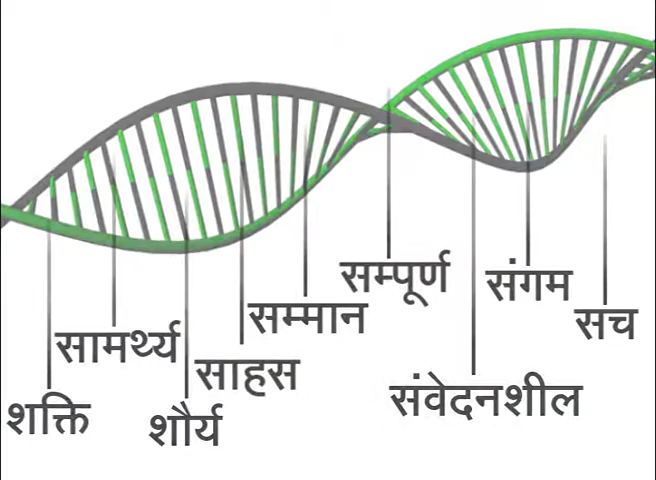 शक्ति
सामर्थ्य
शौर्य
साहस
सम्मान
सम्पूर्ण
संवेदनशील
संगम
सच